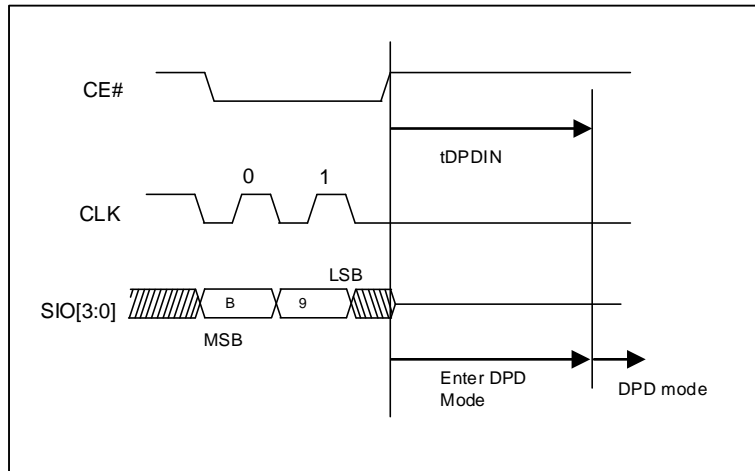 CE#
tDPDIN
0 1
CLK
LSB
SIO[3:0]
B 9
MSB
Enter DPD
Mode
DPD mode